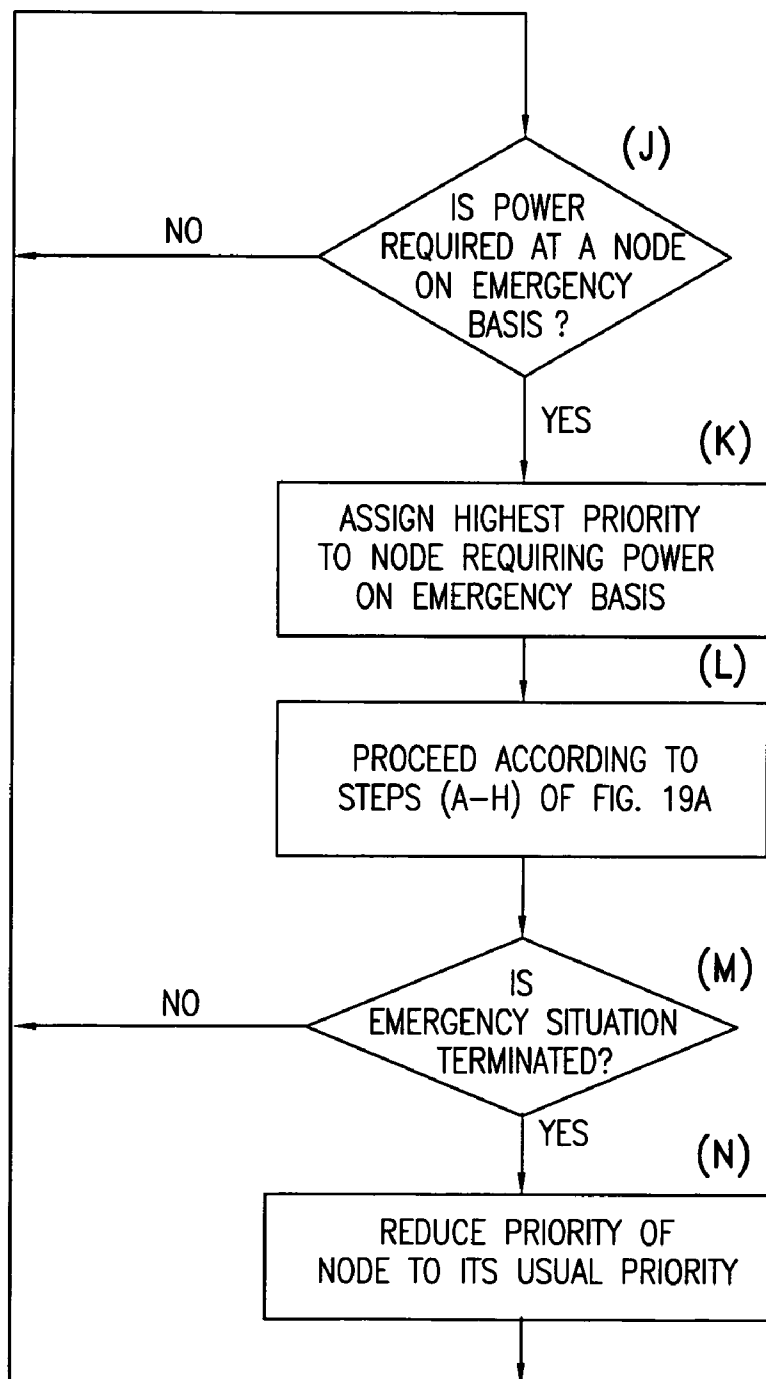 (J)
IS POWER
REQUIRED AT A NODE
ON EMERGENCY
BASIS ?
NO
YES
(K)
ASSIGN HIGHEST PRIORITY
TO NODE REQUIRING POWER
ON EMERGENCY BASIS
(L)
PROCEED ACCORDING TO
STEPS (A-H) OF FIG. 19A
(M)
IS
EMERGENCY SITUATION
TERMINATED?
NO
YES
(N)
REDUCE PRIORITY OF
NODE TO ITS USUAL PRIORITY